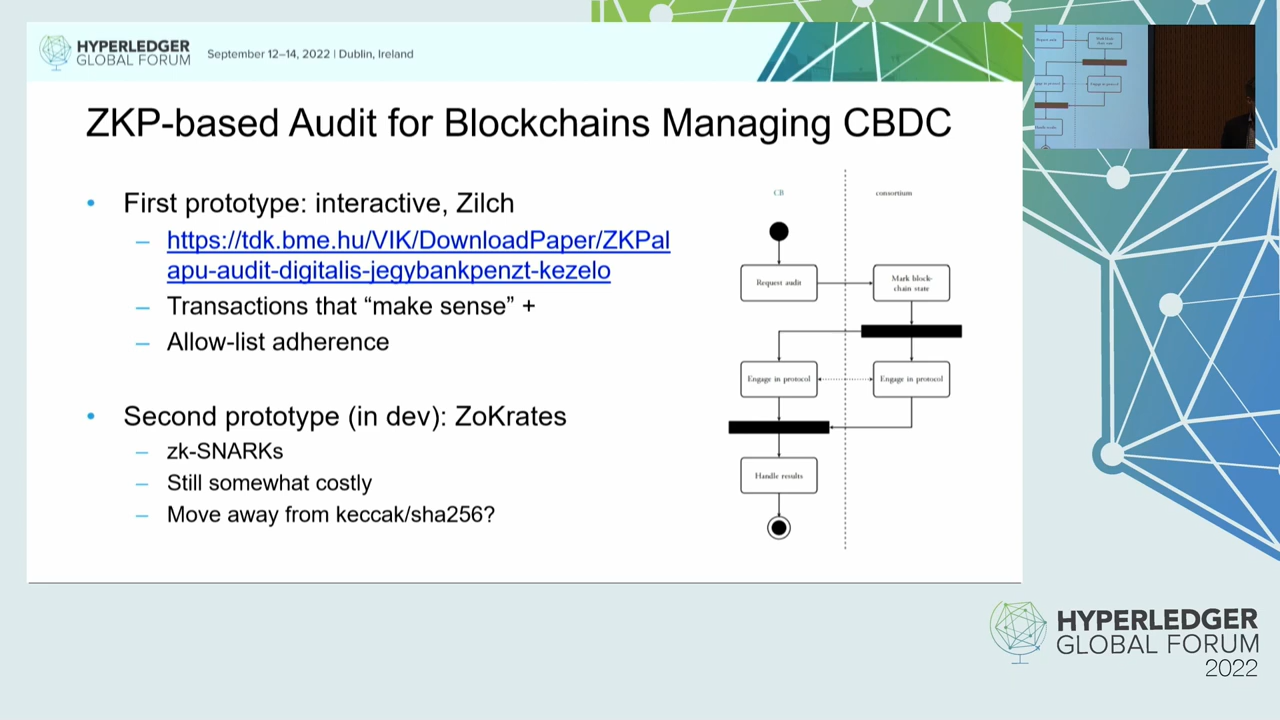 HYPERLEDGER
GLOBAL FORUM
September 12–14, 2022 | Dublin, Ireland
ZKP-based Audit for Blockchains Managing CBDC
• First prototype: interactive, Zilch
– https://tdk.bme.hu/VIK/DownloadPaper/ZKPal
apu-audit-digitalis-jegybankpenzt-kezelo
– Transactions that “make sense” +
– Allow-list adherence
• Second prototype (in dev): ZoKrates
– zk-SNARKs
– Still somewhat costly
– Move away from keccak/sha256?
CB
consortium
Request audit
Mark block-
chain state
Engage in protocol
Engage in protocol
Handle results
HYPERLEDGER
GLOBAL FORUM
2022